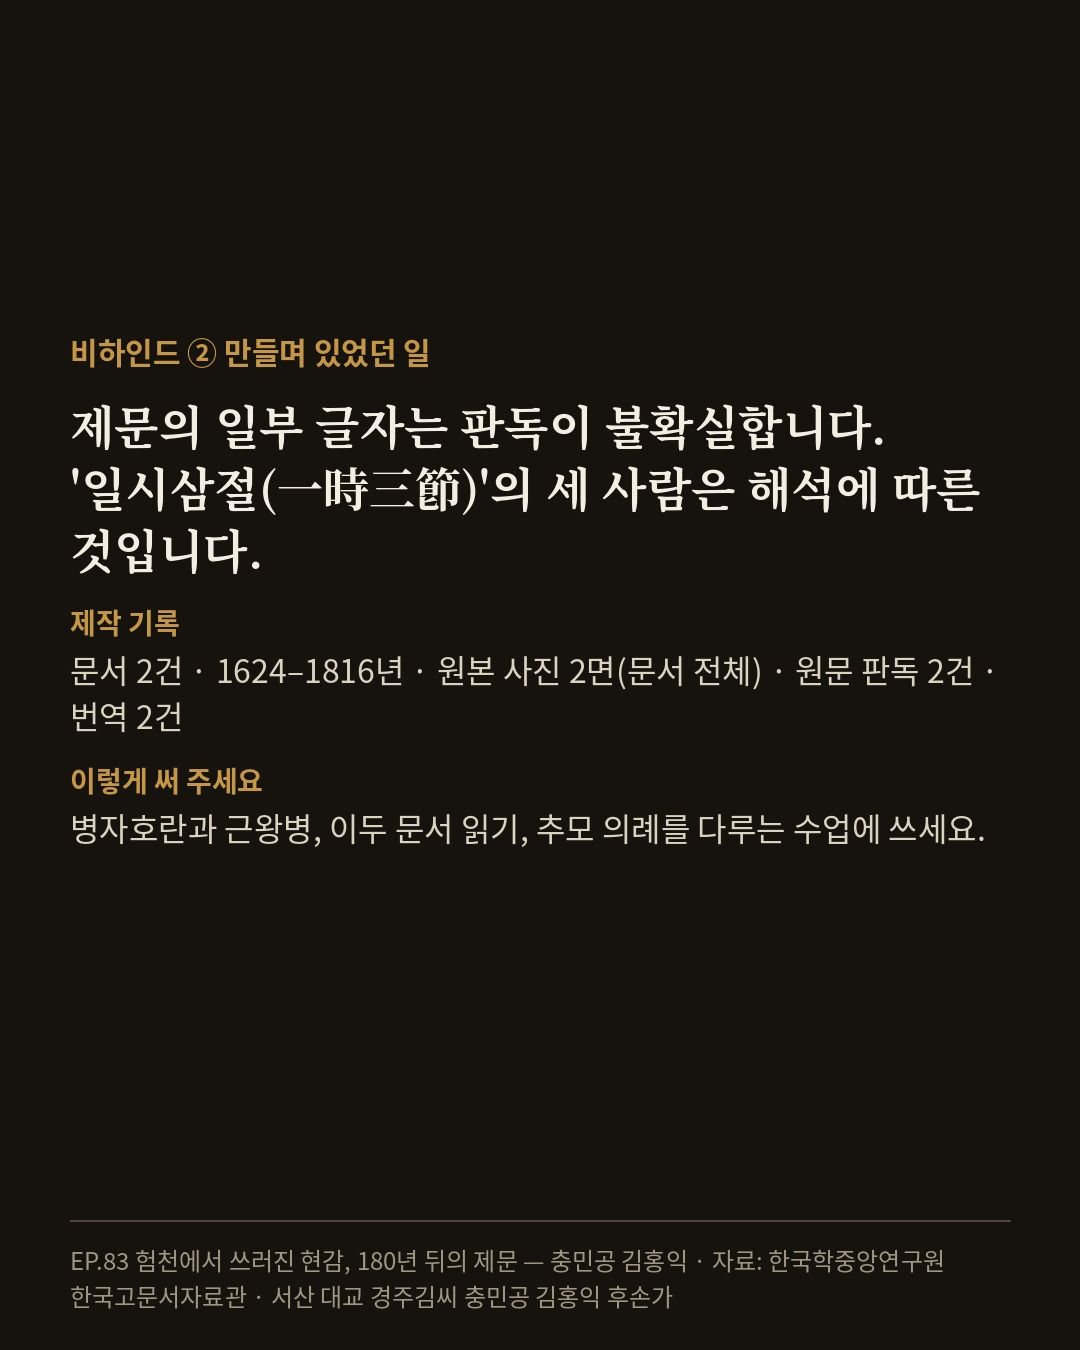 비하인드 ② 만들며 있었던 일
제문의 일부 글자는 판독이 불확실합니다.
'일시삼절(一時三節)'의 세 사람은 해석에 따른
것입니다.
제작 기록
문서 2건 · 1624–1816년 · 원본 사진 2면(문서 전체) · 원문 판독 2건 ·
번역 2건
이렇게 써 주세요
병자호란과 근왕병, 이두 문서 읽기, 추모 의례를 다루는 수업에 쓰세요.
EP.83 험천에서 쓰러진 현감, 180년 뒤의 제문 — 충민공 김홍익 · 자료: 한국학중앙연구원
한국고문서자료관 · 서산 대교 경주김씨 충민공 김홍익 후손가